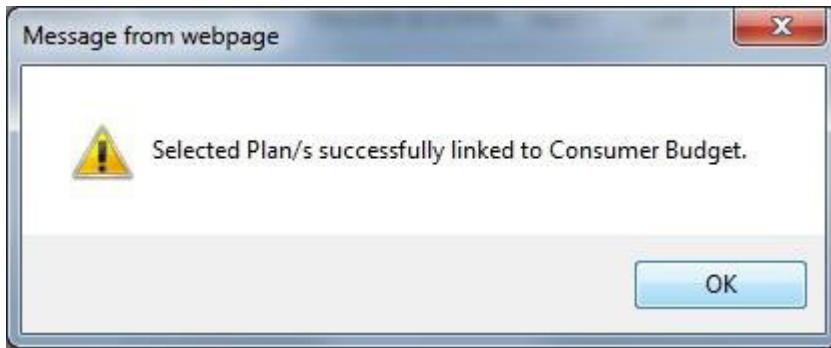 Message from webpage
Selected Plan/s successfully linked to Consumer Budget.
OK